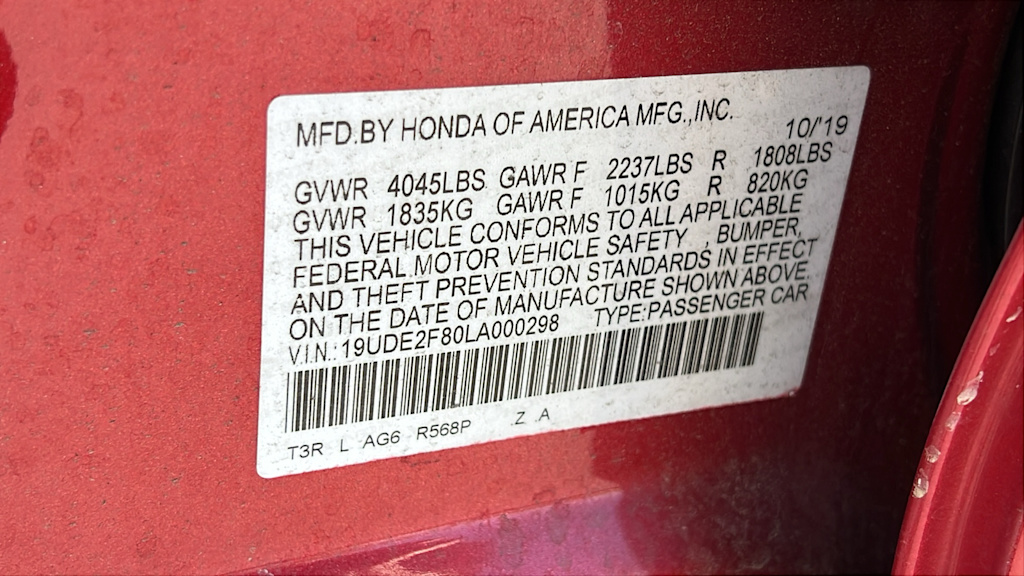 MFD.BY HONDA OF AMERICA MFG.,INC.
10/'19
GVWR 4045LBS GAWR F 2237LBS R 1808LBS
GVWR 1835KG GAWR F 1015KG R 820KG
THIS VEHICLE CONFORMS TO ALL APPLICABLE
FEDERAL MOTOR VEHICLE SAFETY , BUMPER,
AND THEFT PREVENTION STANDARDS IN EFFECT
ON THE DATE OF MANUFACTURE SHOWN ABOVE.
V.I.N.: 19UDE2F80LA000298 TYPE:PASSENGER CAR
T3R L AG6 R568P Z A